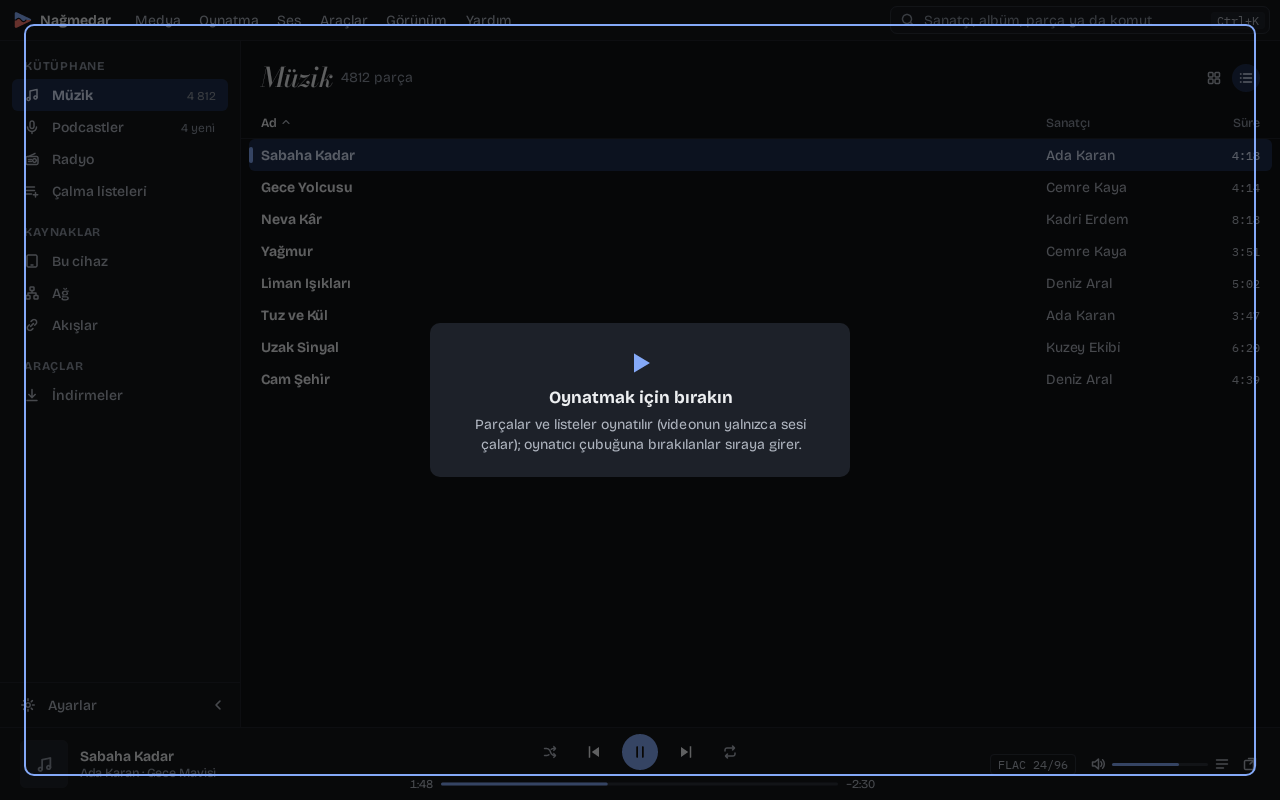 Nağmedar Medya Oynatma Ses Araçlar Görünüm Yardım
Sanatçı, albüm, parça ya da komut Ctrl+K
KÜTÜPHANE
Müzik 4 812
Podcastler 4 yeni
Radyo
Çalma listeleri
KAYNAKLAR
Bu cihaz
Ağ
Akışlar
ARAÇLAR
İndirmeler
Ayarlar
Müzik 4812 parça
Ad Sanatçı Süre
Sabaha Kadar Ada Karan 4:18
Gece Yolcusu Cemre Kaya 4:14
Neva Kâr Kadri Erdem 8:18
Yağmur Cemre Kaya 3:51
Liman Işıkları Deniz Aral 5:02
Tuz ve Kül Ada Karan 3:47
Uzak Sinyal Kuzey Ekibi 6:20
Cam Şehir Deniz Aral 4:39
Oynatmak için bırakın
Parçalar ve listeler oynatılır (videonun yalnızca sesi
çalar); oynatıcı çubuğuna bırakılanlar sıraya girer.
Sabaha Kadar
Ada Karan · Gece Mavisi
1:48 −2:30
FLAC 24/96